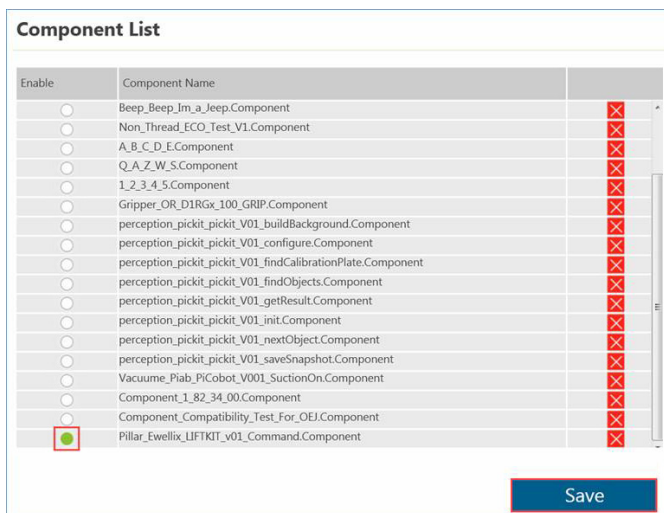 Component List
Enable Component Name
Beep_Beep_Im_a_Jeep.Component
Non_Thread_ECO_Test_V1.Component
A_B_C_D_E.Component
Q_A_Z_W_S.Component
1_2_3_4_5.Component
Gripper_OR_D1RGx_100_GRIP.Component
perception_pickit_pickit_V01_buildBackground.Component
perception_pickit_pickit_V01_configure.Component
perception_pickit_pickit_V01_findCalibrationPlate.Component
perception_pickit_pickit_V01_findObjects.Component
perception_pickit_pickit_V01_getResult.Component
perception_pickit_pickit_V01_init.Component
perception_pickit_pickit_V01_nextObject.Component
perception_pickit_pickit_V01_saveSnapshot.Component
Vacuume_Piab_PiCobot_V001_SuctionOn.Component
Component_1_82_34_00.Component
Component_Compatibility_Test_For_OEJ.Component
Pillar_Ewellix_LIFTKIT_v01_Command.Component
Save